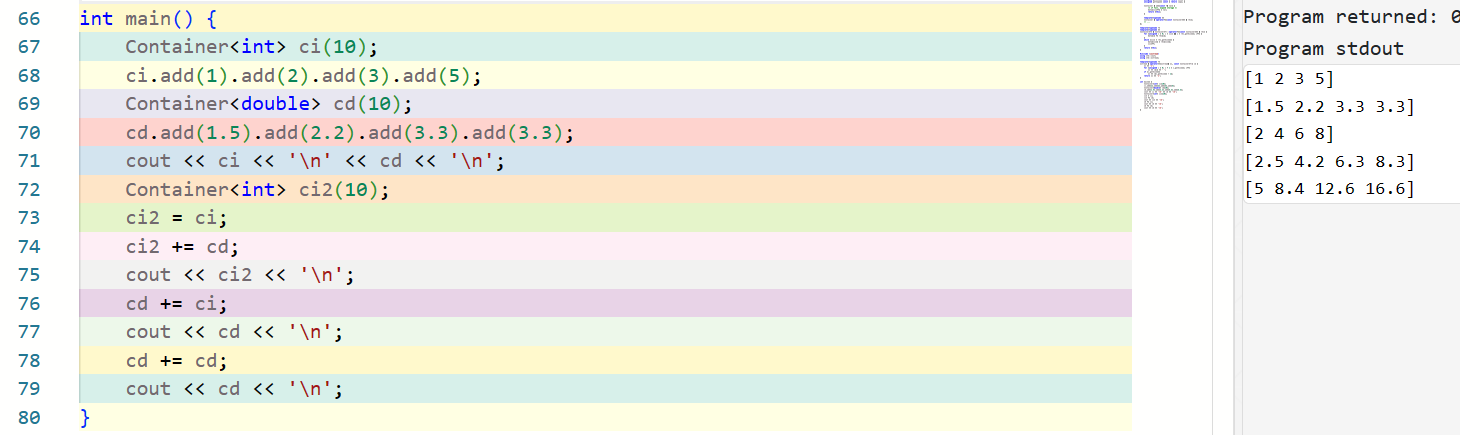 66 int main() {
67 Container<int> ci(10);
68 ci.add(1).add(2).add(3).add(5);
69 Container<double> cd(10);
70 cd.add(1.5).add(2.2).add(3.3).add(3.3);
71 cout << ci << '\n' << cd << '\n';
72 Container<int> ci2(10);
73 ci2 = ci;
74 ci2 += cd;
75 cout << ci2 << '\n';
76 cd += ci;
77 cout << cd << '\n';
78 cd += cd;
79 cout << cd << '\n';
80 }
Program returned: 0
Program stdout
[1 2 3 5]
[1.5 2.2 3.3 3.3]
[2 4 6 8]
[2.5 4.2 6.3 8.3]
[5 8.4 12.6 16.6]